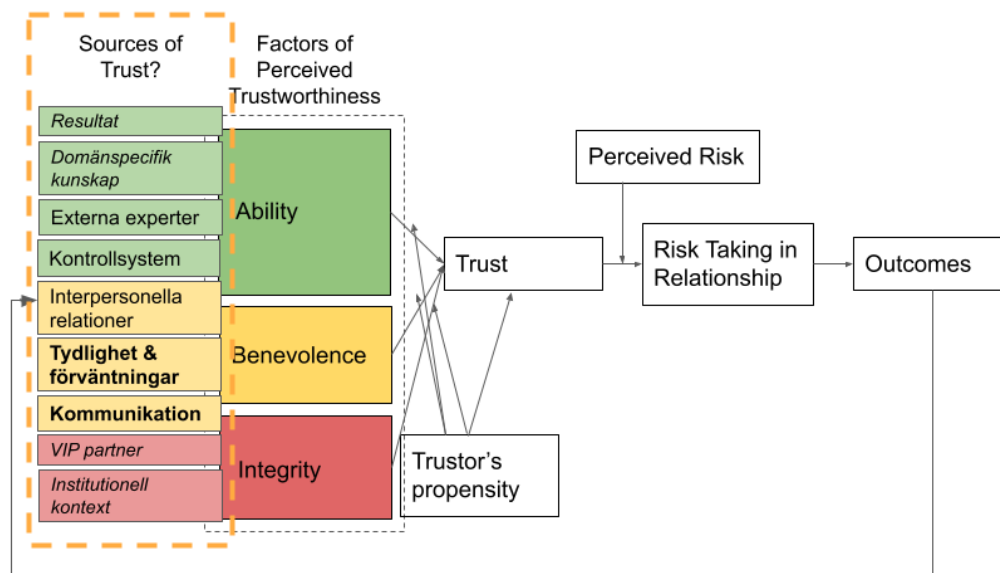 Sources of
Trust?
Factors of
Perceived
Trustworthiness
Resultat
Domänspecifik
kunskap
Externa experter
Kontrollsystem
Interpersonella
relationer
Tydlighet &
förväntningar
Kommunikation
VIP partner
Institutionell
kontext
Ability
Benevolence
Integrity
Trustor's
propensity
Trust
Perceived Risk
Risk Taking in
Relationship
Outcomes